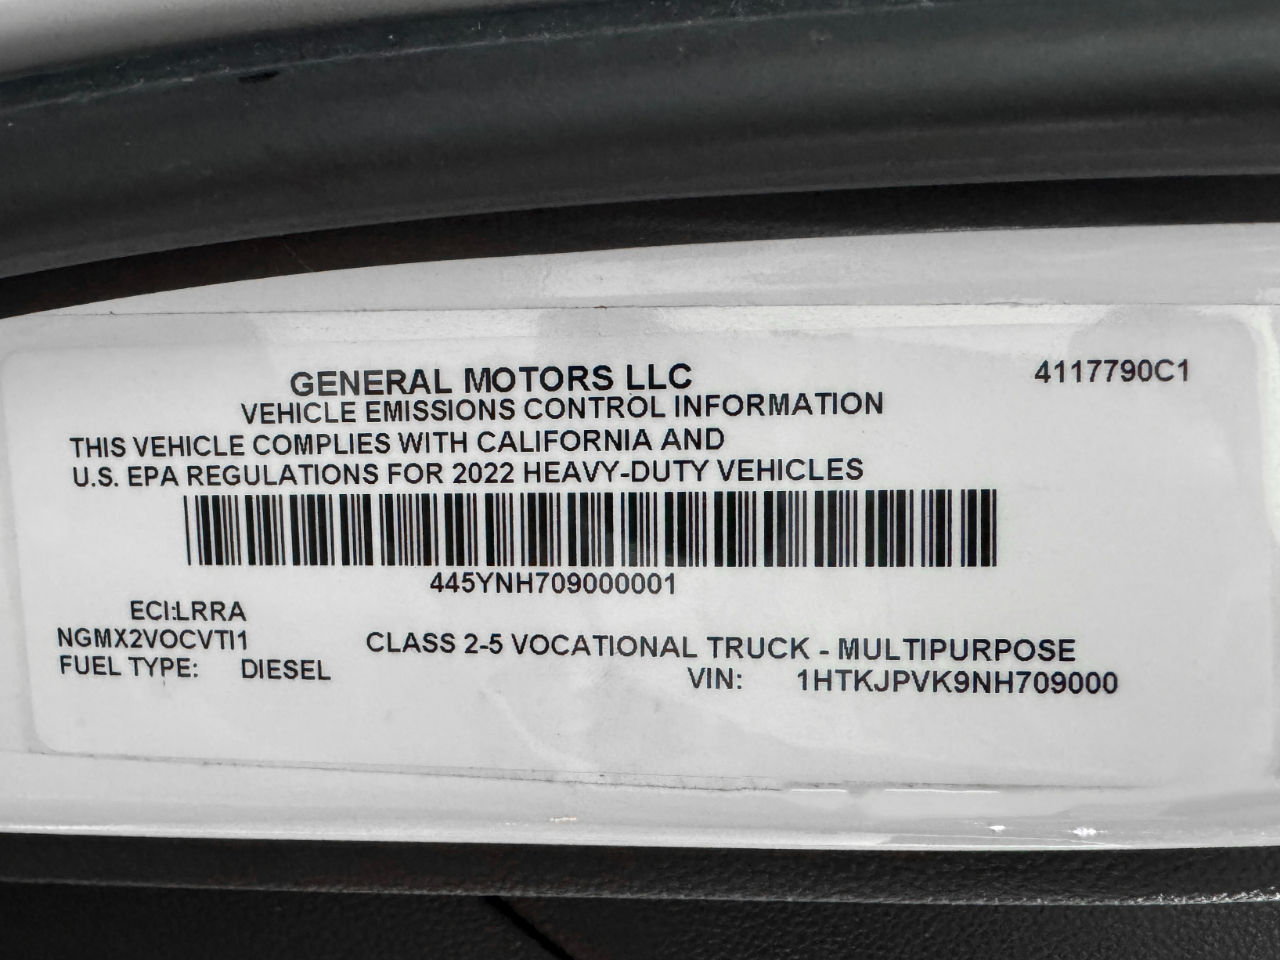 GENERAL MOTORS LLC
4117790C1
VEHICLE EMISSIONS CONTROL INFORMATION
THIS VEHICLE COMPLIES WITH CALIFORNIA AND
U.S. EPA REGULATIONS FOR 2022 HEAVY-DUTY VEHICLES
445YNH709000001
ECI:LRRA
NGMX2VOCVTI1
CLASS 2-5 VOCATIONAL TRUCK - MULTIPURPOSE
FUEL TYPE: DIESEL
VIN: 1HTKJPVK9NH709000